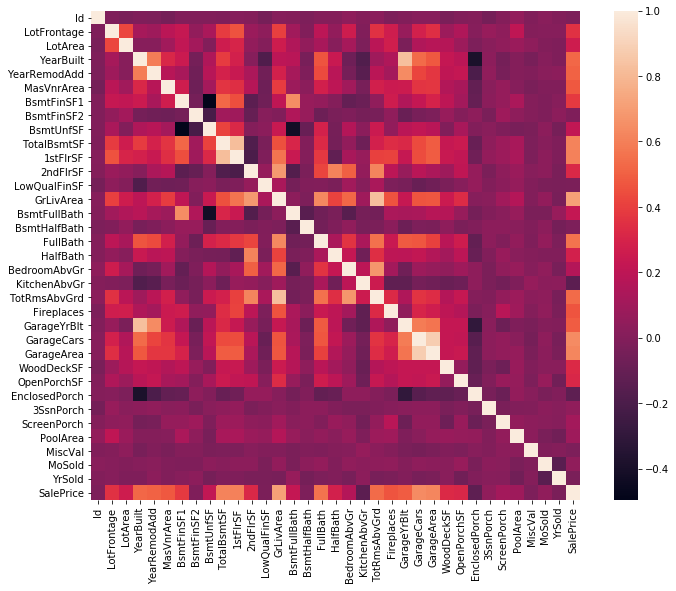 Id
LotFrontage
LotArea
YearBuilt
YearRemodAdd
MasVnrArea
BsmtFinSF1
BsmtFinSF2
BsmtUnfSF
TotalBsmtSF
1stFlrSF
2ndFlrSF
LowQualFinSF
GrLivArea
BsmtFullBath
BsmtHalfBath
FullBath
HalfBath
BedroomAbvGr
KitchenAbvGr
TotRmsAbvGrd
Fireplaces
GarageYrBlt
GarageCars
GarageArea
WoodDeckSF
OpenPorchSF
EnclosedPorch
3SsnPorch
ScreenPorch
PoolArea
MiscVal
MoSold
YrSold
SalePrice
Id
LotFrontage
LotArea
YearBuilt
YearRemodAdd
MasVnrArea
BsmtFinSF1
BsmtFinSF2
BsmtUnfSF
TotalBsmtSF
1stFlrSF
2ndFlrSF
LowQualFinSF
GrLivArea
BsmtFullBath
BsmtHalfBath
FullBath
HalfBath
BedroomAbvGr
KitchenAbvGr
TotRmsAbvGrd
Fireplaces
GarageYrBlt
GarageCars
GarageArea
WoodDeckSF
OpenPorchSF
EnclosedPorch
3SsnPorch
ScreenPorch
PoolArea
MiscVal
MoSold
YrSold
SalePrice
1.0
0.8
0.6
0.4
0.2
0.0
−0.2
−0.4